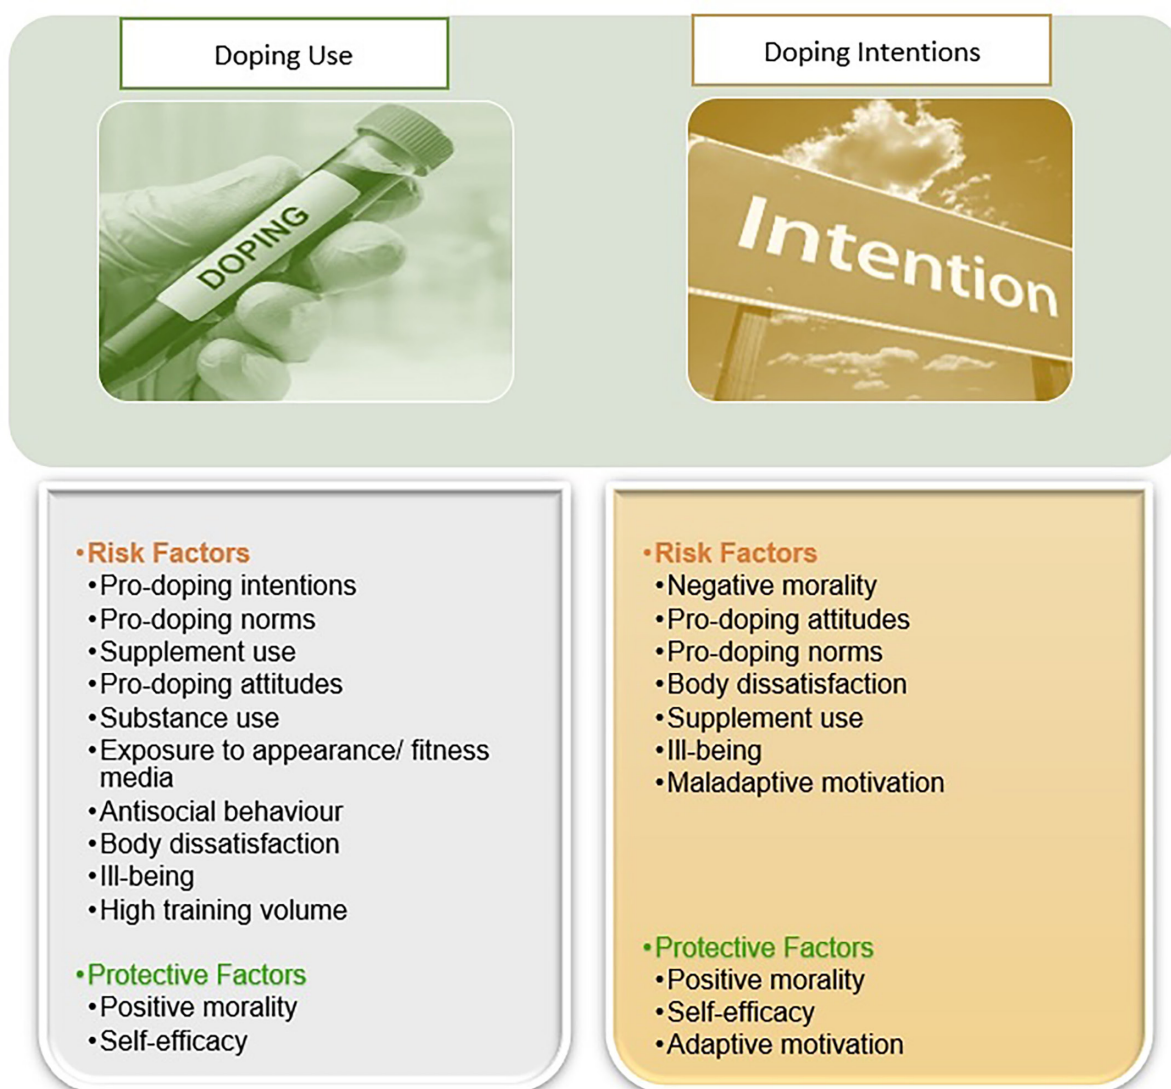 Doping Use
Doping Intentions
DOPING
Intention
•Risk Factors
•Pro-doping intentions
•Pro-doping norms
•Supplement use
•Pro-doping attitudes
•Substance use
•Exposure to appearance/ fitness
media
•Antisocial behaviour
•Body dissatisfaction
•Ill-being
•High training volume
•Protective Factors
•Positive morality
•Self-efficacy
•Risk Factors
•Negative morality
•Pro-doping attitudes
•Pro-doping norms
•Body dissatisfaction
•Supplement use
•Ill-being
•Maladaptive motivation
•Protective Factors
•Positive morality
•Self-efficacy
•Adaptive motivation